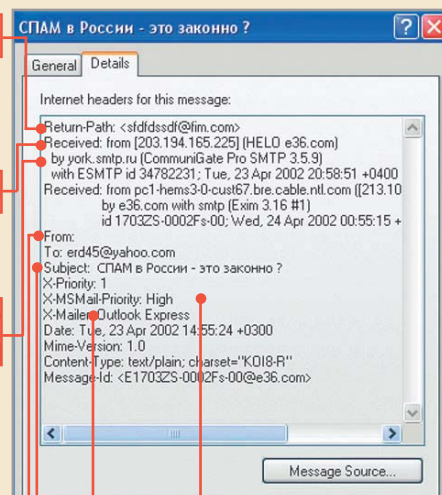 СПАМ в России - это законно ?
General Details
Internet headers for this message:
Return-Path: <sfdfdssdf@fim.com>
Received: from [203.194.165.225] (HELO e36.com)
by york.smtp.ru (CommuniGate Pro SMTP 3.5.9)
with ESMTP id 34782231; Tue, 23 Apr 2002 20:58:51 +0400
Received: from pc1-hems3-0-cust67.bre.cable.ntl.com ([213.10
by e36.com with smtp (Exim 3.16 #1)
id 1703ZS-0002Fs-00; Wed, 24 Apr 2002 00:55:15 +
From:
To: erd45@yahoo.com
Subject: СПАМ в России - это законно ?
X-Priority: 1
X-MSMail-Priority: High
X-Mailer: Outlook Express
Date: Tue, 23 Apr 2002 14:55:24 +0300
Mime-Version: 1.0
Content-Type: text/plain; charset="KOI8-R"
Message-Id: <E1703ZS-0002Fs-00@e36.com>
Message Source...